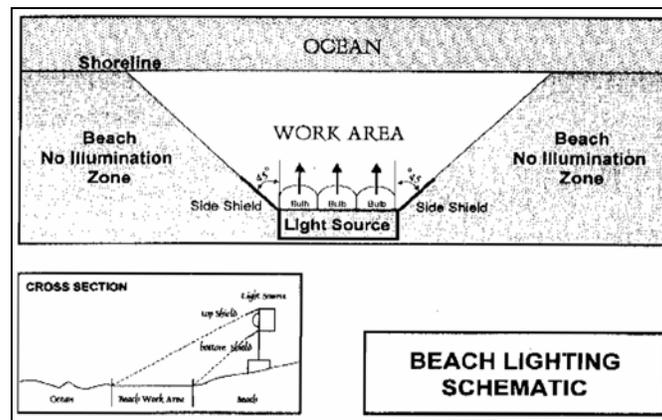 OCEAN
Shoreline
Beach
No Illumination
Zone
WORK AREA
Beach
No Illumination
Zone
45°
45°
Bulb Bulb Bulb
Side Shield
Side Shield
Light Source
CROSS SECTION
Light Source
top Shield
bottom Shield
Ocean
Beach Work Area
Beach
BEACH LIGHTING
SCHEMATIC